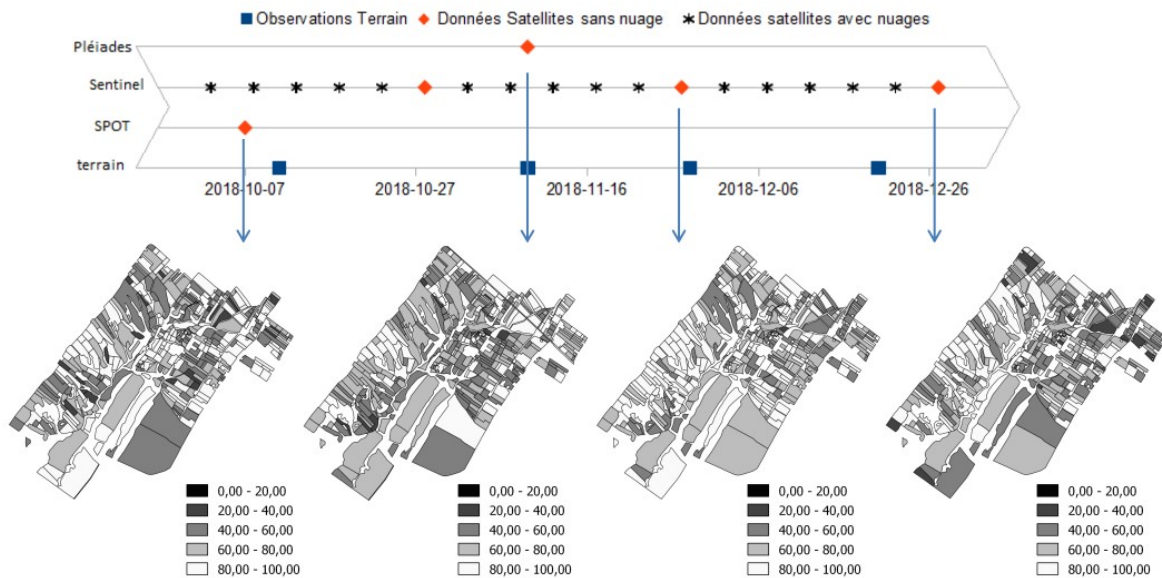 Observations Terrain Données Satellites sans nuage Données satellites avec nuages
Pléiades
Sentinel
SPOT
terrain
2018-10-07 2018-10-27 2018-11-16 2018-12-06 2018-12-26
0,00 - 20,00
20,00 - 40,00
40,00 - 60,00
60,00 - 80,00
80,00 - 100,00
0,00 - 20,00
20,00 - 40,00
40,00 - 60,00
60,00 - 80,00
80,00 - 100,00
0,00 - 20,00
20,00 - 40,00
40,00 - 60,00
60,00 - 80,00
80,00 - 100,00
0,00 - 20,00
20,00 - 40,00
40,00 - 60,00
60,00 - 80,00
80,00 - 100,00